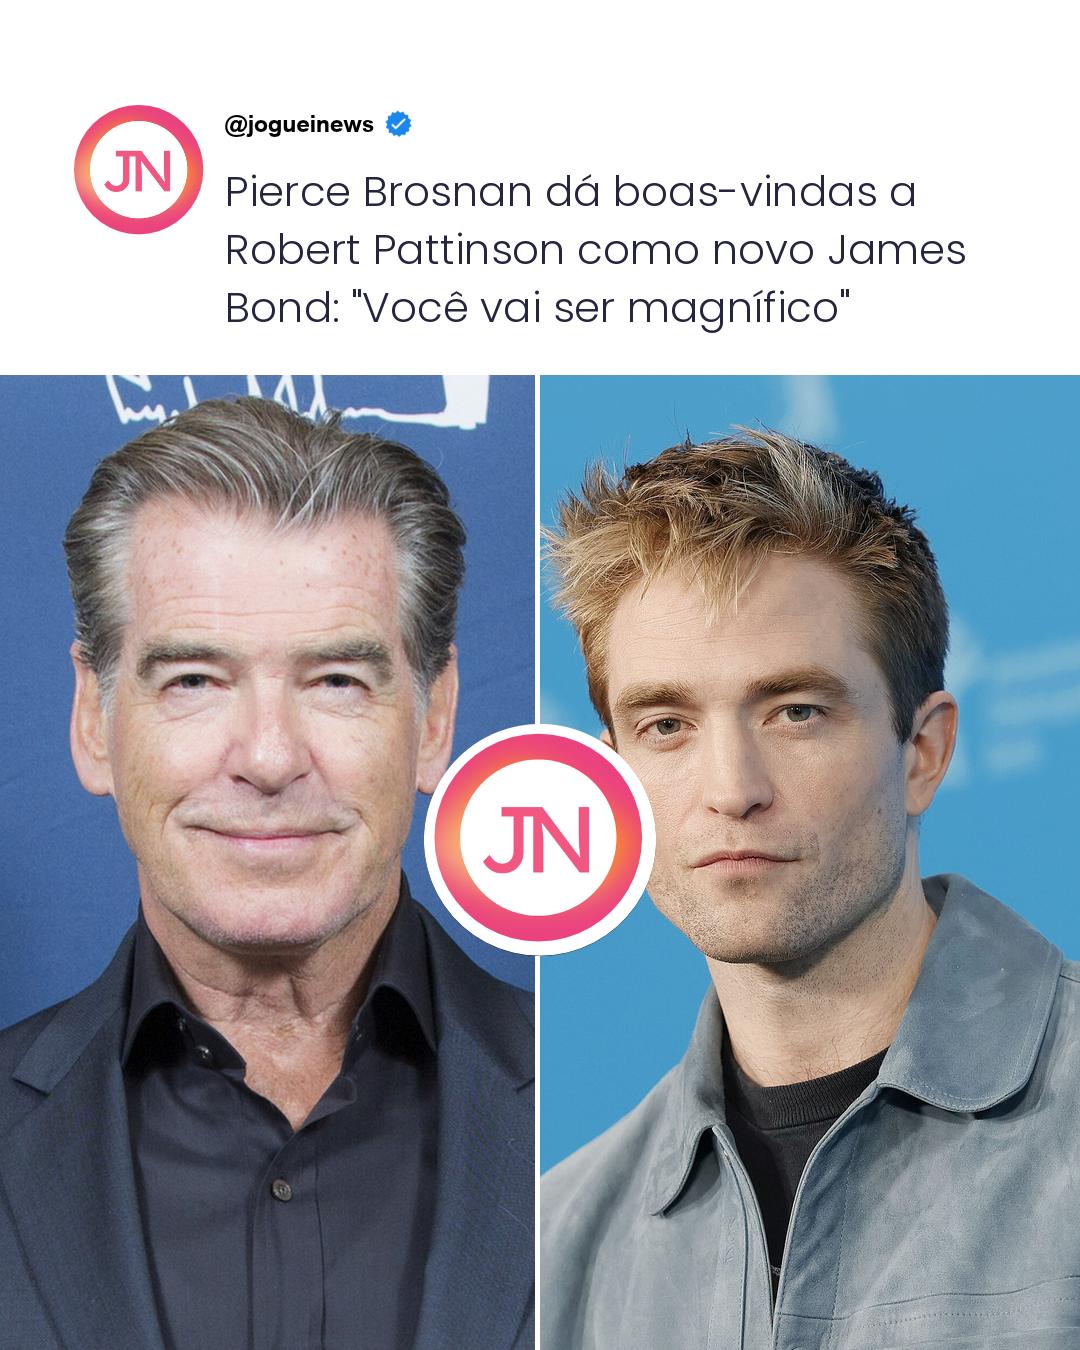 JN
@jogueinews
Pierce Brosnan dá boas-vindas a
Robert Pattinson como novo James
Bond: "Você vai ser magnífico"
JN